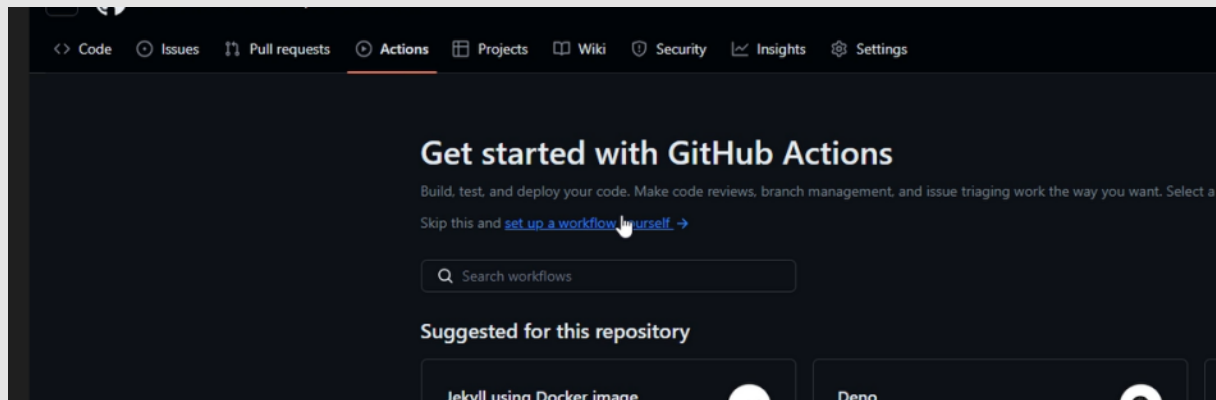 Code Issues Pull requests Actions Projects Wiki Security Insights Settings
Get started with GitHub Actions
Build, test, and deploy your code. Make code reviews, branch management, and issue triaging work the way you want. Select a
Skip this and set up a workflow yourself →
Search workflows
Suggested for this repository
Jekyll using Docker image
Deno